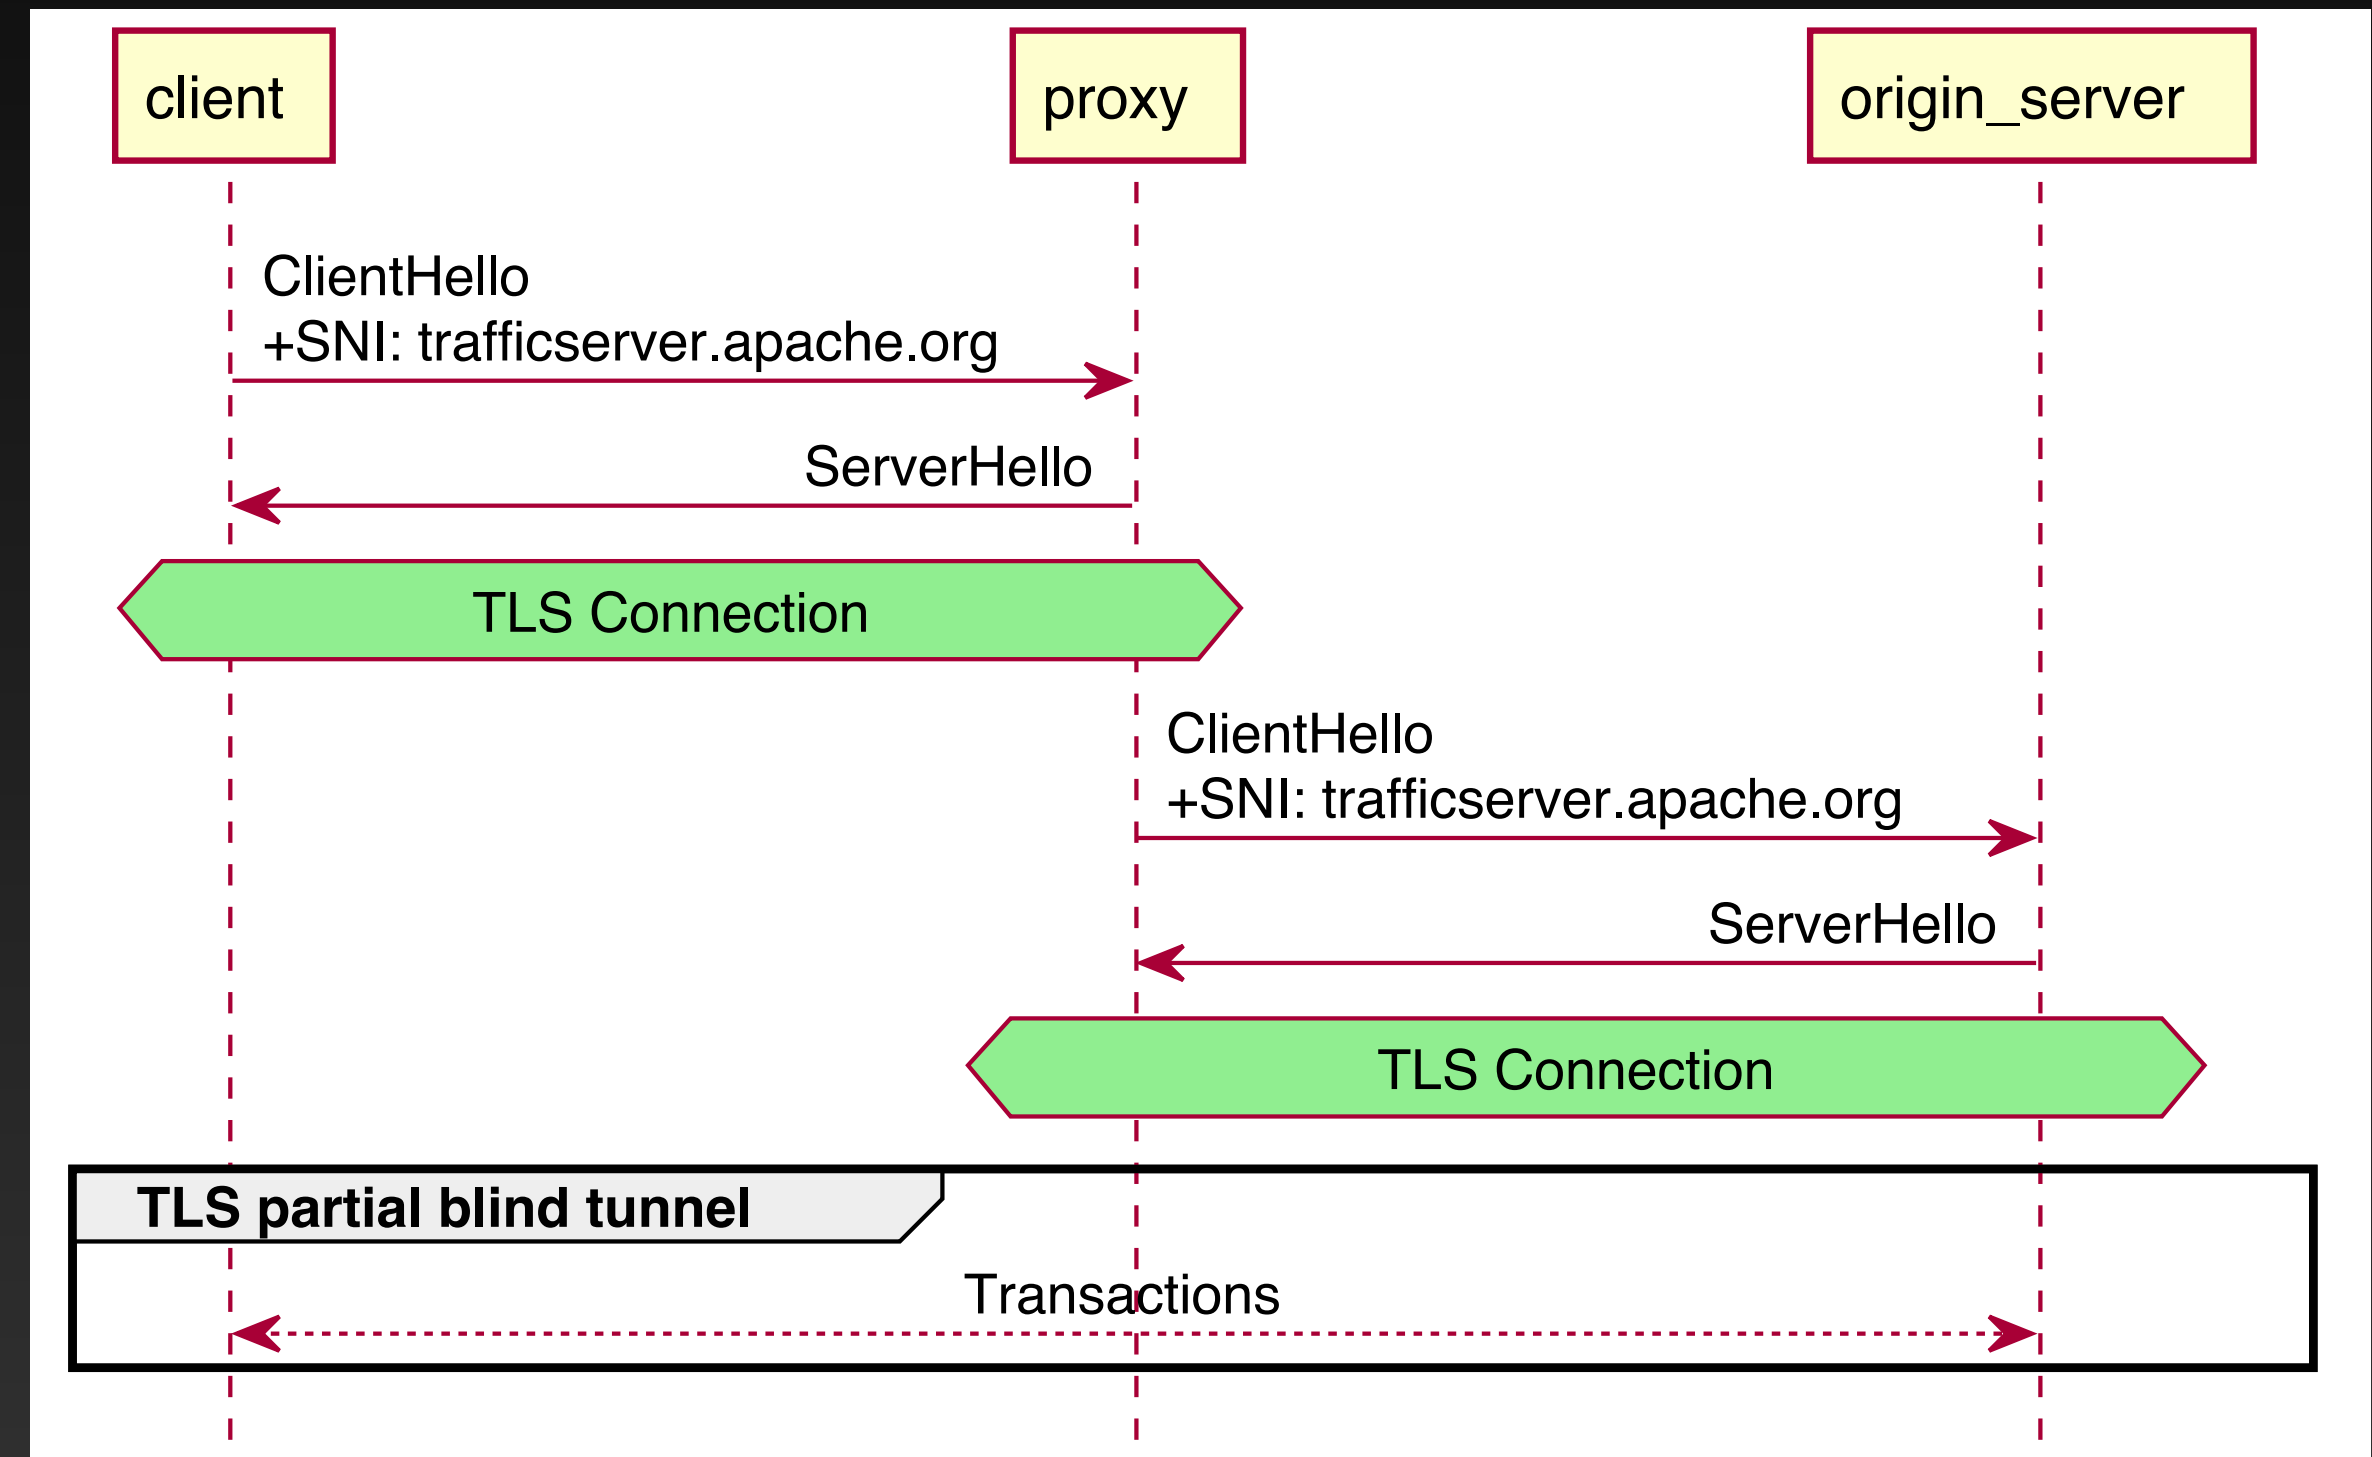 client
proxy
origin_server
ClientHello
+SNI: trafficserver.apache.org
ServerHello
TLS Connection
ClientHello
+SNI: trafficserver.apache.org
ServerHello
TLS Connection
TLS partial blind tunnel
Transactions